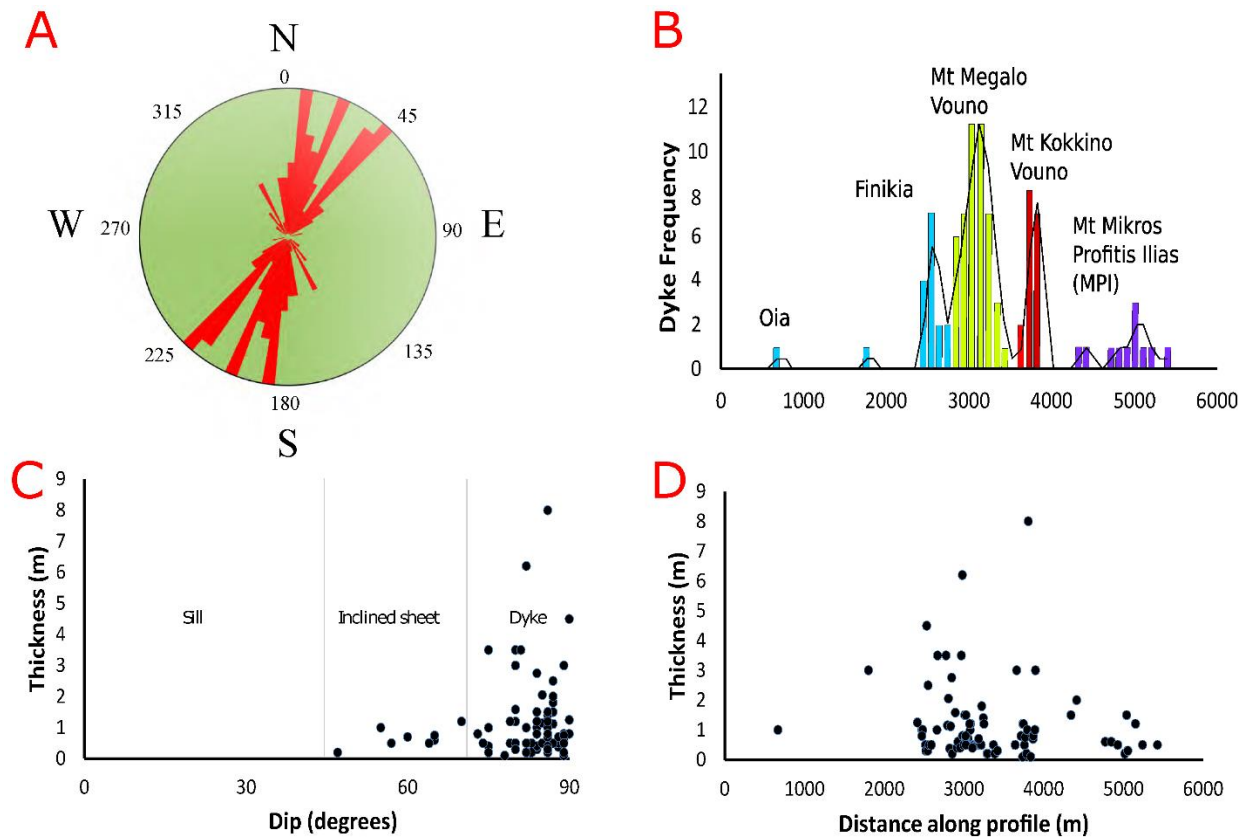 A
N
0
315
45
W
270
90
E
225
135
180
S
B
Dyke Frequency
12
10
8
6
4
2
0
Oia
Finikia
Mt Megalo
Vouno
Mt Kokkino
Vouno
Mt Mikros
Profitis Ilias
(MPI)
0 1000 2000 3000 4000 5000 6000
C
Thickness (m)
9
8
7
6
5
4
3
2
1
0
Sill
Inclined sheet
Dyke
0 30 60 90
Dip (degrees)
D
Thickness (m)
9
8
7
6
5
4
3
2
1
0
0 1000 2000 3000 4000 5000 6000
Distance along profile (m)